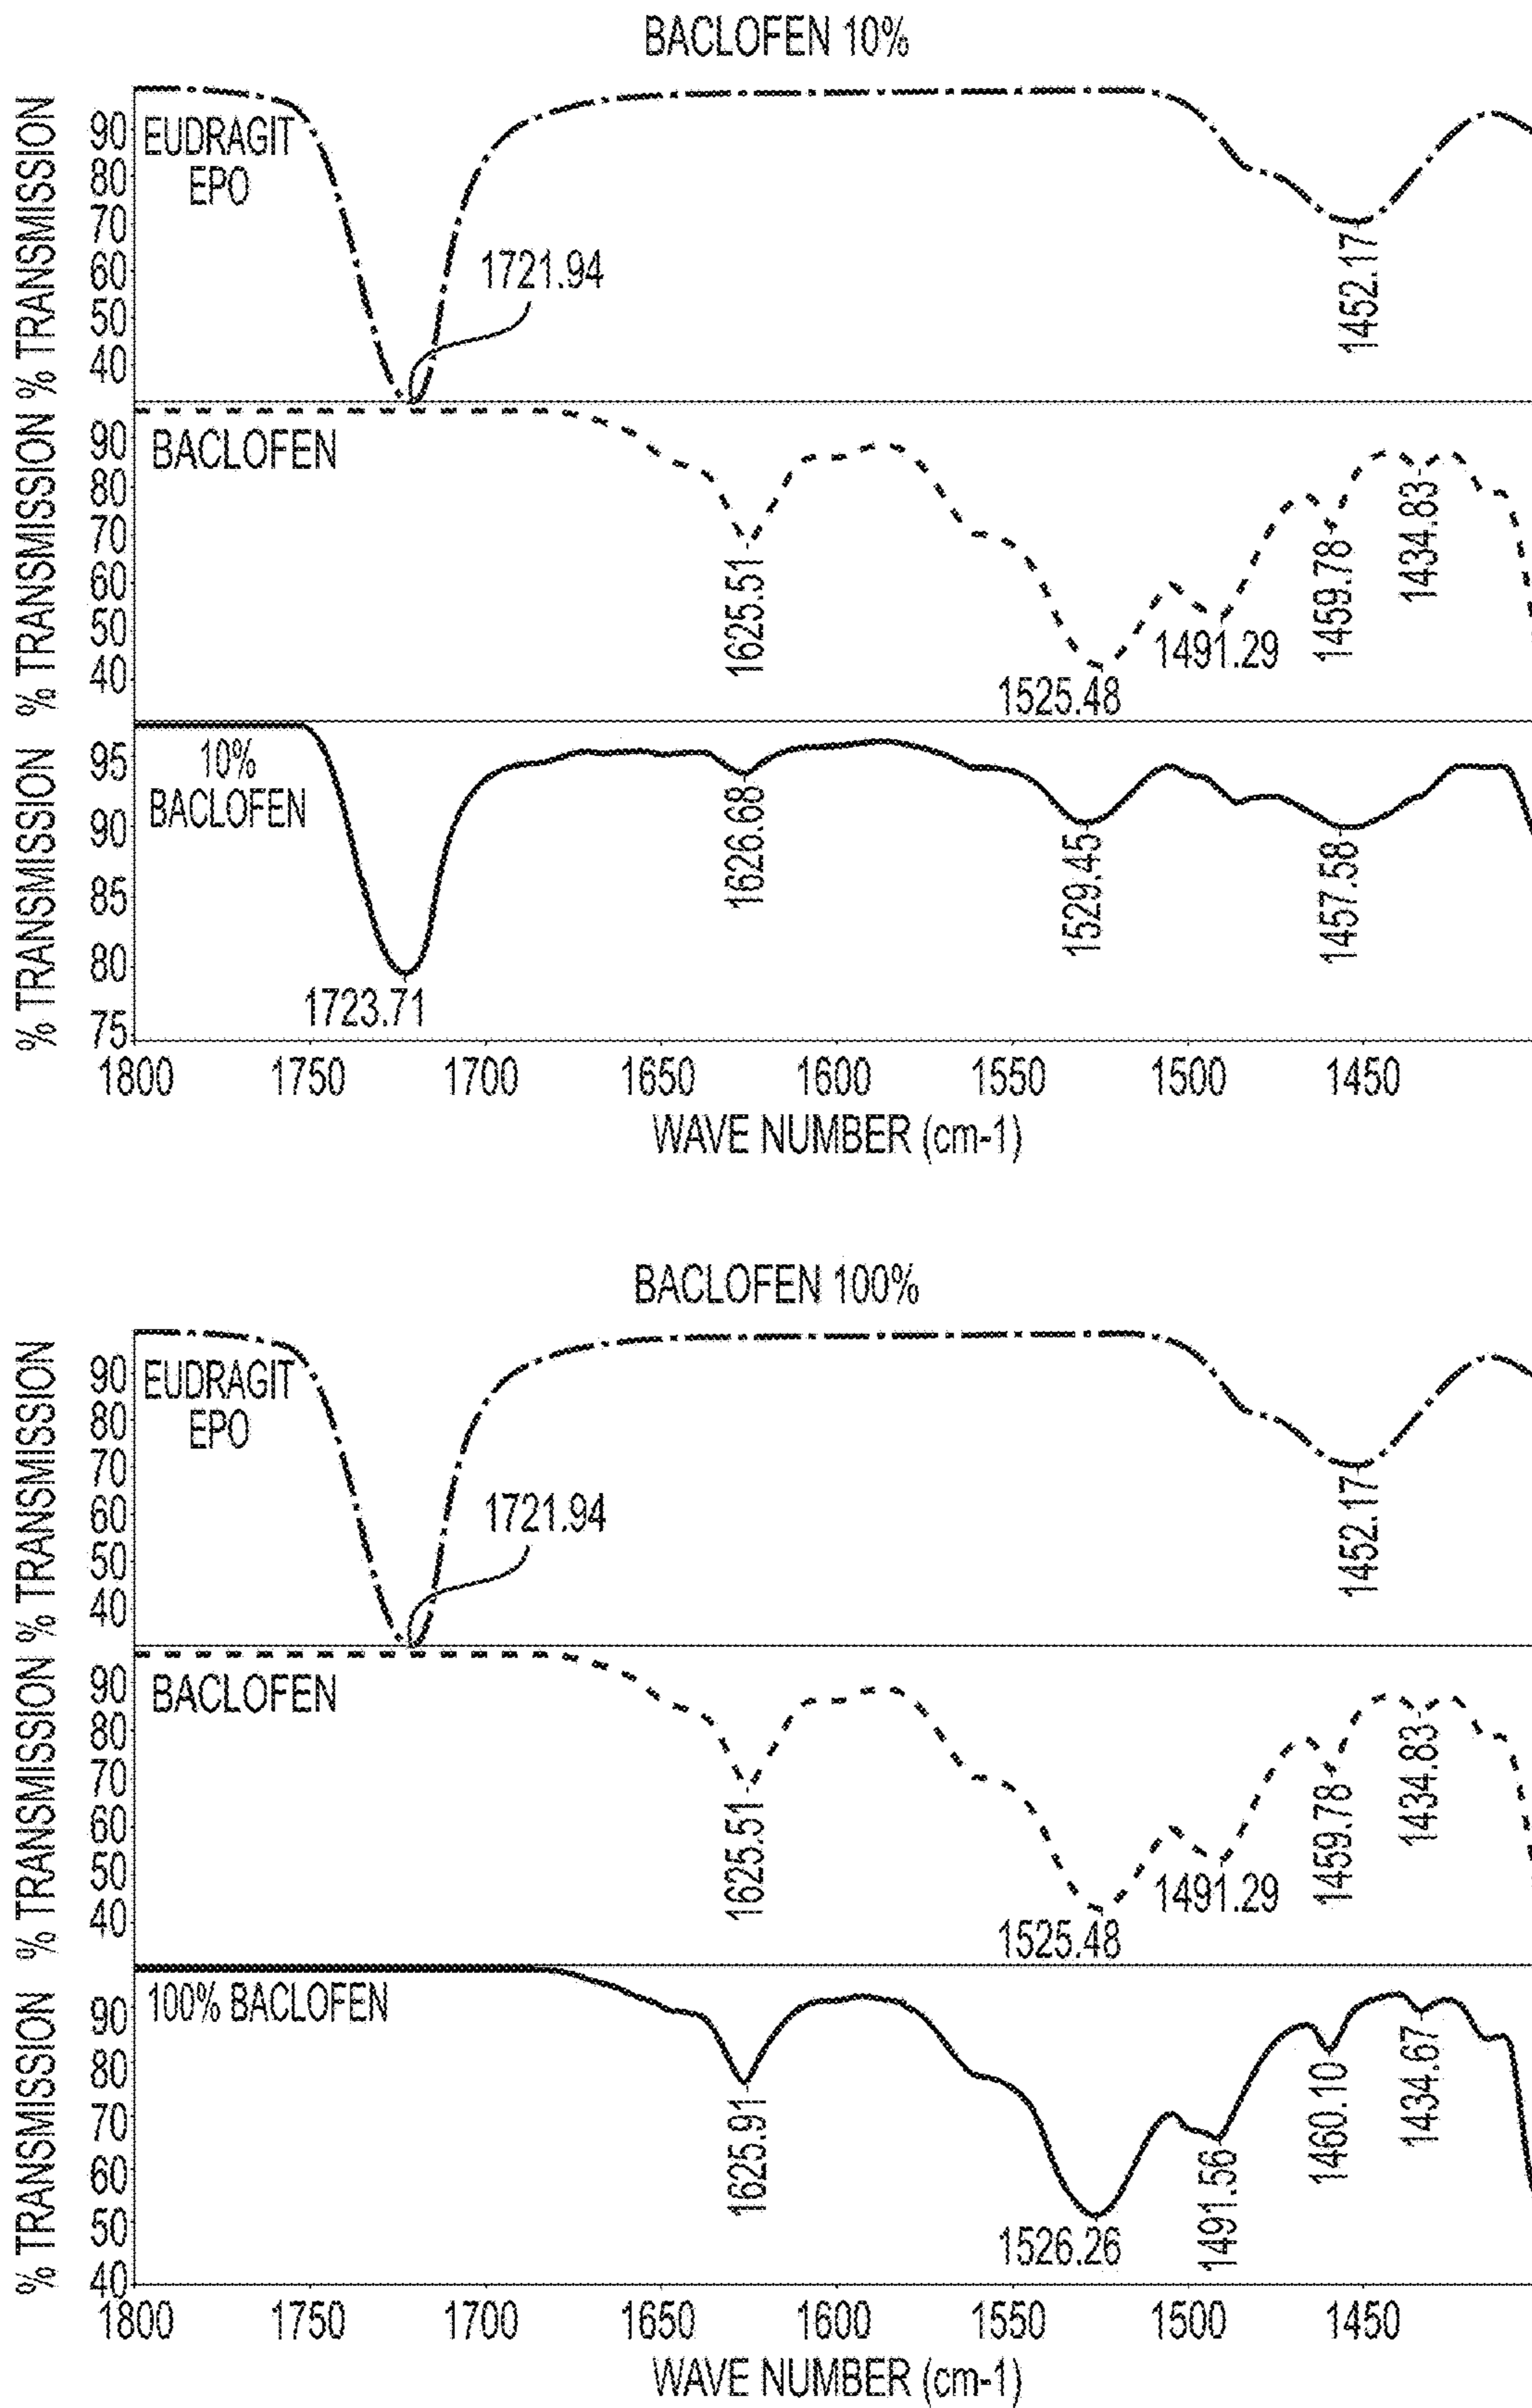 BACLOFEN 10%
% TRANSMISSION
90
80
70
60
50
40
EUDRAGIT
EPO
1721.94
1452.17
% TRANSMISSION
90
80
70
60
50
40
BACLOFEN
1625.51
1525.48
1491.29
1459.78
1434.83
% TRANSMISSION
95
90
85
80
75
10%
BACLOFEN
1723.71
1626.68
1529.45
1457.58
1800 1750 1700 1650 1600 1550 1500 1450
WAVE NUMBER (cm-1)
BACLOFEN 100%
% TRANSMISSION
90
80
70
60
50
40
EUDRAGIT
EPO
1721.94
1452.17
% TRANSMISSION
90
80
70
60
50
40
BACLOFEN
1625.51
1525.48
1491.29
1459.78
1434.83
% TRANSMISSION
90
80
70
60
50
40
100% BACLOFEN
1625.91
1526.26
1491.56
1460.10
1434.67
1800 1750 1700 1650 1600 1550 1500 1450
WAVE NUMBER (cm-1)